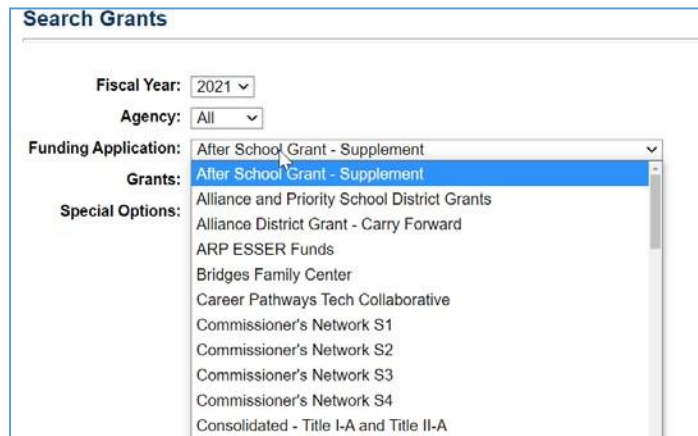 Search Grants
Fiscal Year: 2021
Agency: All
Funding Application: After School Grant - Supplement
Grants: After School Grant - Supplement
Alliance and Priority School District Grants
Special Options:
Alliance District Grant - Carry Forward
ARP ESSER Funds
Bridges Family Center
Career Pathways Tech Collaborative
Commissioner's Network S1
Commissioner's Network S2
Commissioner's Network S3
Commissioner's Network S4
Consolidated - Title I-A and Title II-A